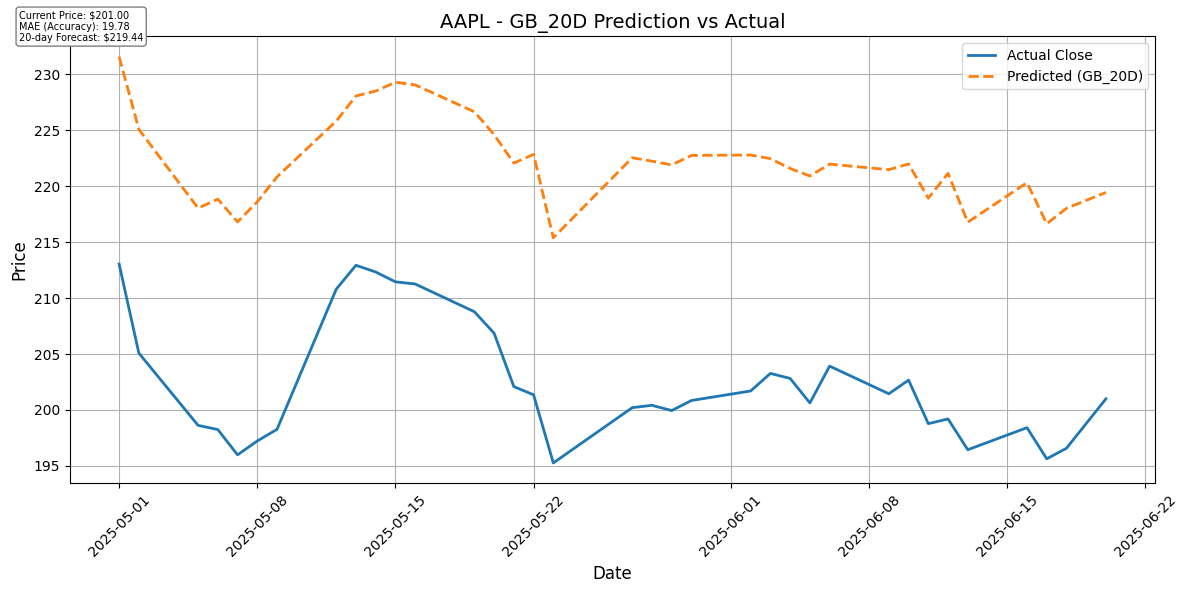 AAPL - GB_20D Prediction vs Actual
Current Price: $201.00
MAE (Accuracy): 19.78
20-day Forecast: $219.44
Actual Close
Predicted (GB_20D)
Price
230
225
220
215
210
205
200
195
2025-05-01
2025-05-08
2025-05-15
2025-05-22
2025-06-01
2025-06-08
2025-06-15
2025-06-22
Date